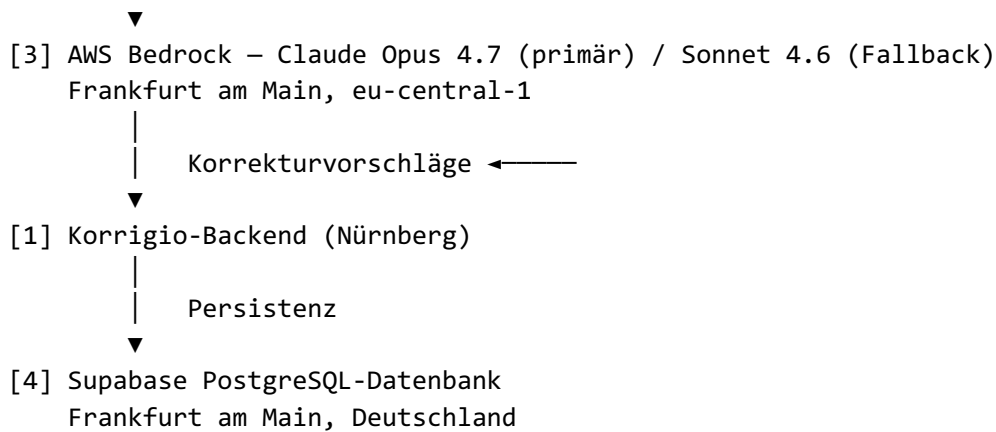 [3] AWS Bedrock — Claude Opus 4.7 (primär) / Sonnet 4.6 (Fallback)
Frankfurt am Main, eu-central-1
Korrekturvorschläge
[1] Korrigio-Backend (Nürnberg)
Persistenz
[4] Supabase PostgreSQL-Datenbank
Frankfurt am Main, Deutschland